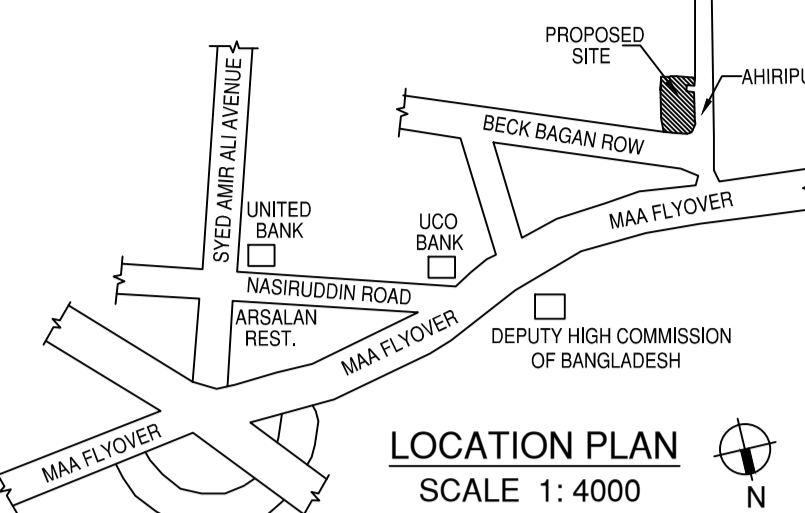 PROPOSED
SITE
AHIRIPU
BECK BAGAN ROW
SYED AMIR ALI AVENUE
UNITED
BANK
UCO
BANK
MAA FLYOVER
NASIRUDDIN ROAD
ARSALAN
REST.
MAA FLYOVER
DEPUTY HIGH COMMISSION
OF BANGLADESH
MAA FLYOVER
LOCATION PLAN
SCALE 1: 4000
N